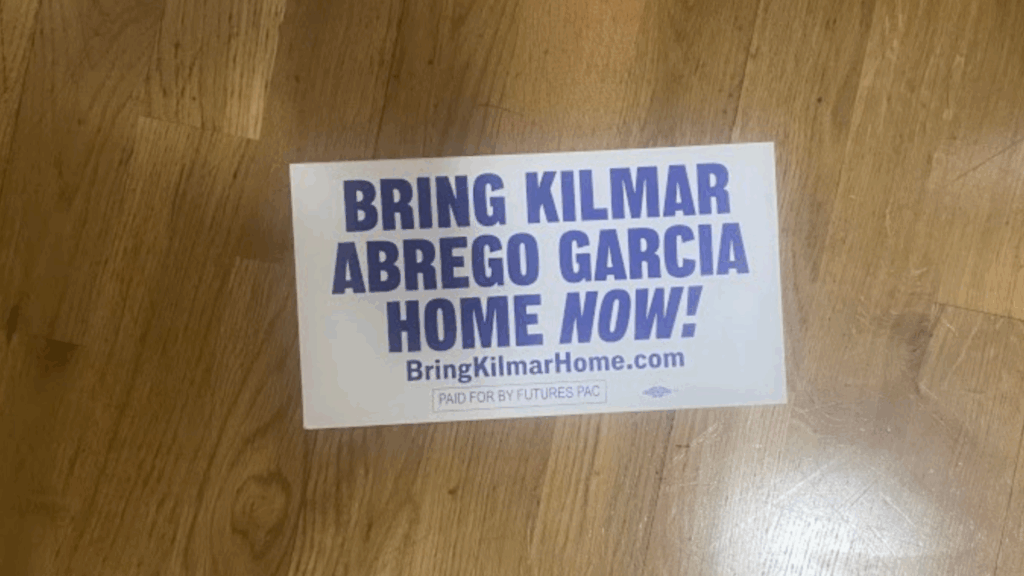 BRING KILMAR
ABREGO GARCIA
HOME NOW!
BringKilmarHome.com
PAID FOR BY FUTURES PAC